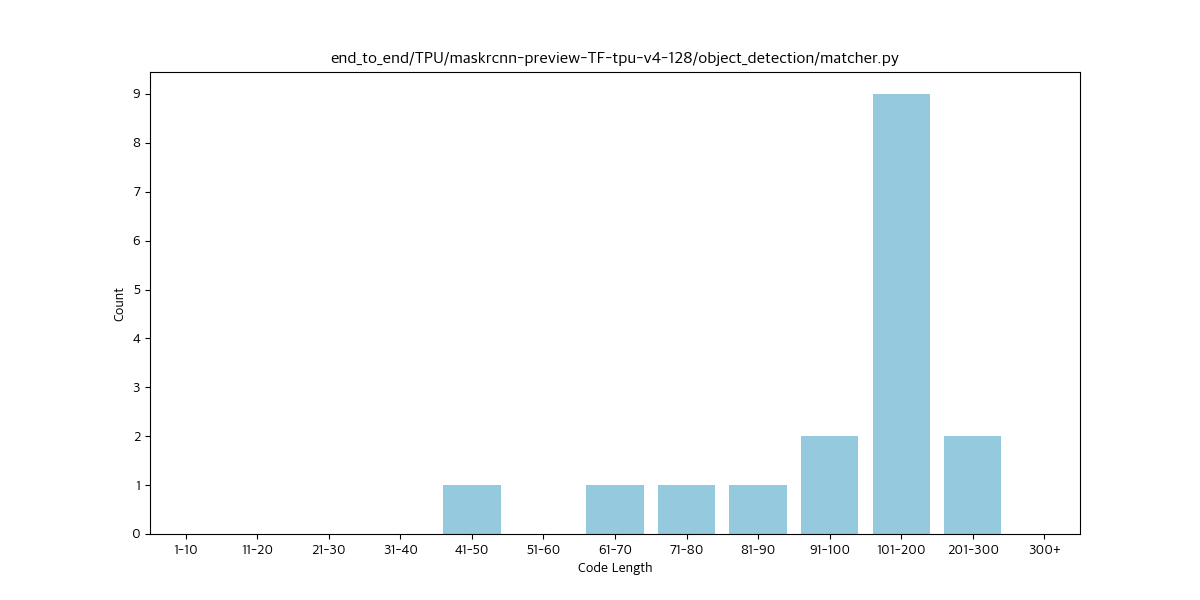 end_to_end/TPU/maskrcnn-preview-TF-tpu-v4-128/object_detection/matcher.py
9
8
7
6
5
4
3
2
1
0
Count
1-10 11-20 21-30 31-40 41-50 51-60 61-70 71-80 81-90 91-100 101-200 201-300 300+
Code Length